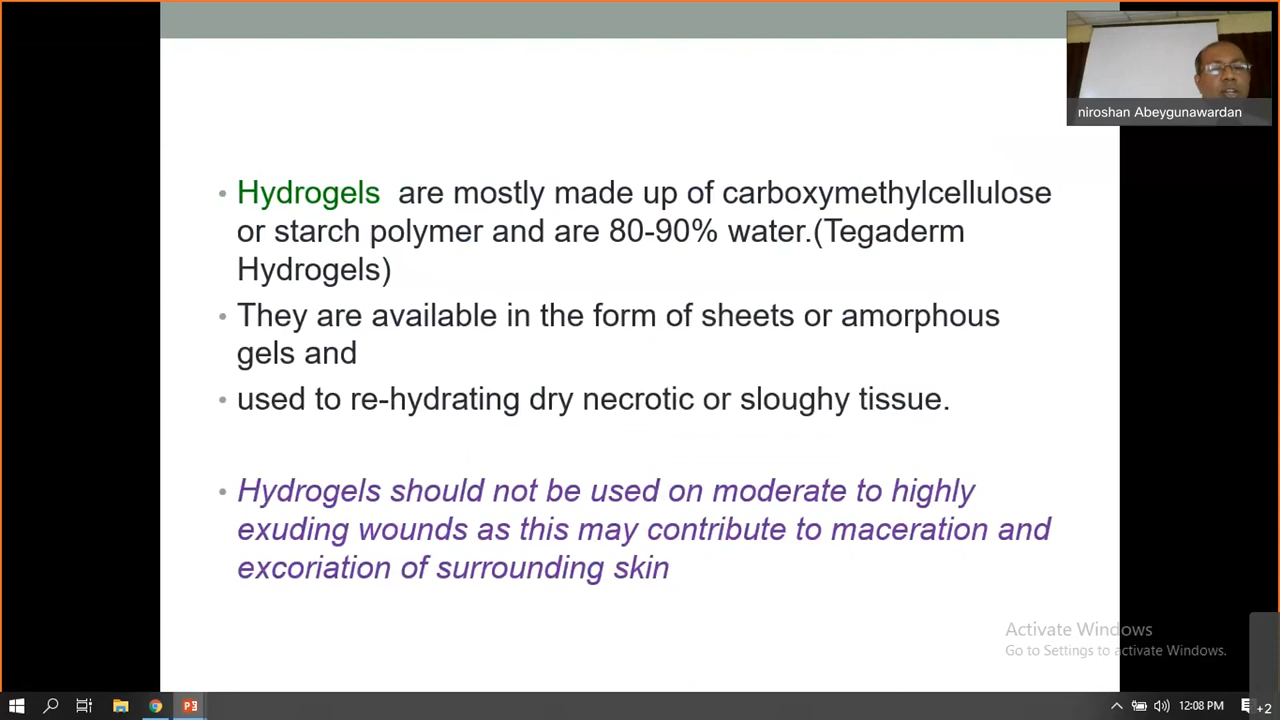 niroshan Abeygunawardan
• Hydrogels are mostly made up of carboxymethylcellulose
or starch polymer and are 80-90% water.(Tegaderm
Hydrogels)
• They are available in the form of sheets or amorphous
gels and
• used to re-hydrating dry necrotic or sloughy tissue.
• Hydrogels should not be used on moderate to highly
exuding wounds as this may contribute to maceration and
excoriation of surrounding skin
Activate Windows
Go to Settings to activate Windows.
12:08 PM
+2